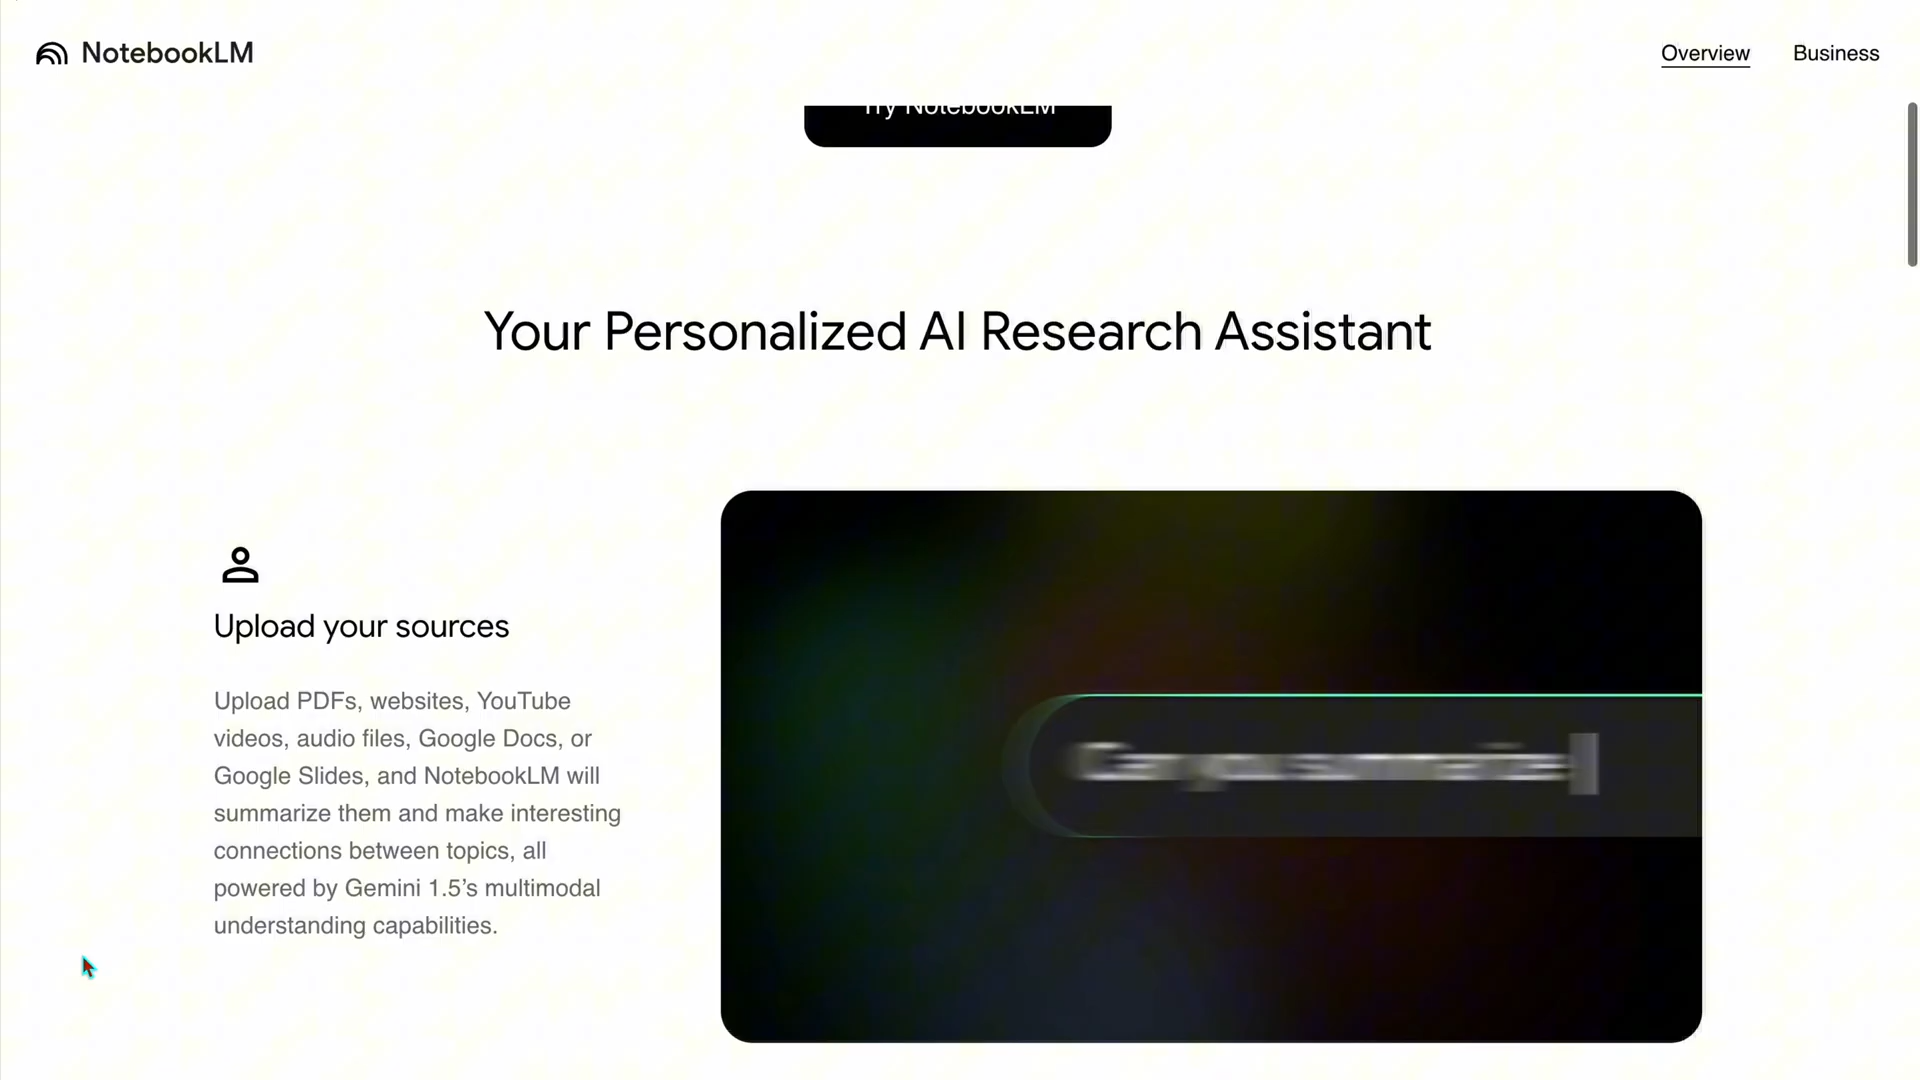 NotebookLM
Overview
Business
Try NotebookLM
Your Personalized AI Research Assistant
Upload your sources
Upload PDFs, websites, YouTube
videos, audio files, Google Docs, or
Google Slides, and NotebookLM will
summarize them and make interesting
connections between topics, all
powered by Gemini 1.5’s multimodal
understanding capabilities.